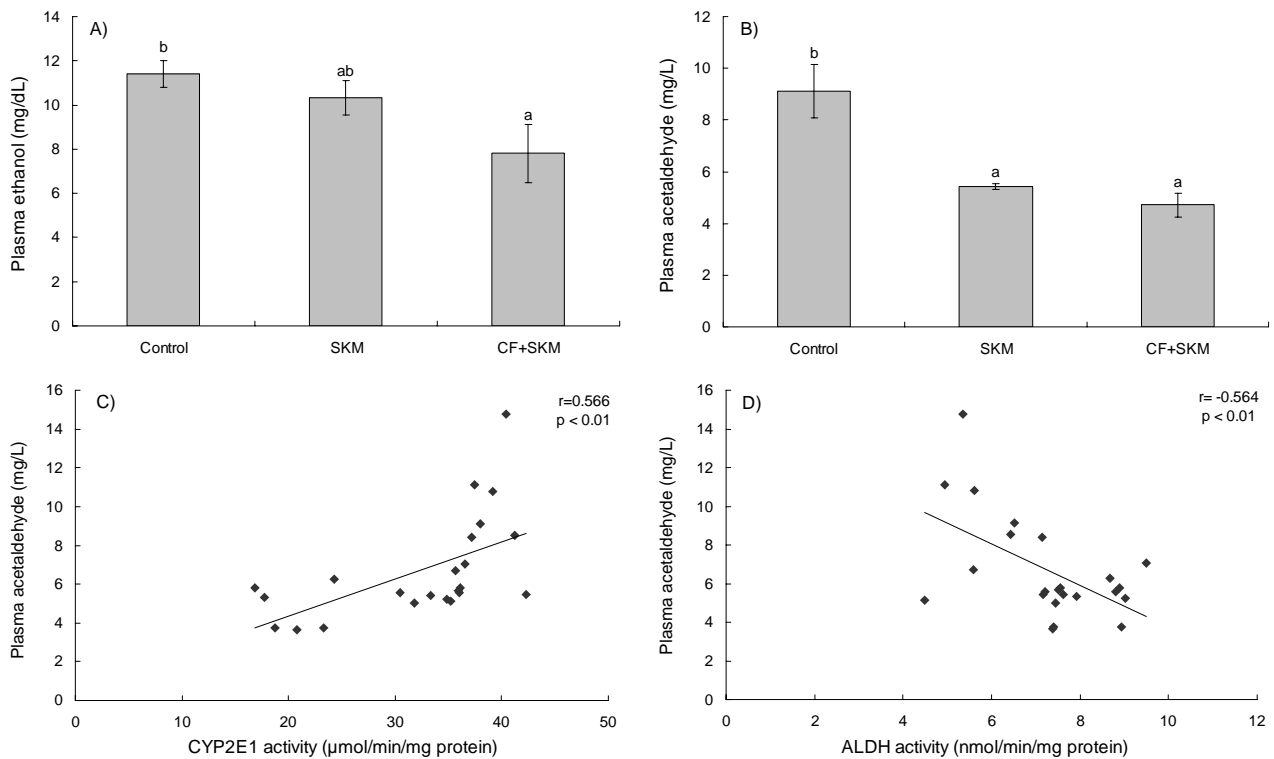 A)
Plasma ethanol (mg/dL)
14
12
10
8
6
4
2
0
b
ab
a
Control
SKM
CF+SKM
B)
Plasma acetaldehyde (mg/L)
12
10
8
6
4
2
0
b
a
a
Control
SKM
CF+SKM
C)
r=0.566
p < 0.01
Plasma acetaldehyde (mg/L)
16
14
12
10
8
6
4
2
0
0
10
20
30
40
50
CYP2E1 activity (μmol/min/mg protein)
D)
r= -0.564
p < 0.01
Plasma acetaldehyde (mg/L)
16
14
12
10
8
6
4
2
0
0
2
4
6
8
10
12
ALDH activity (nmol/min/mg protein)